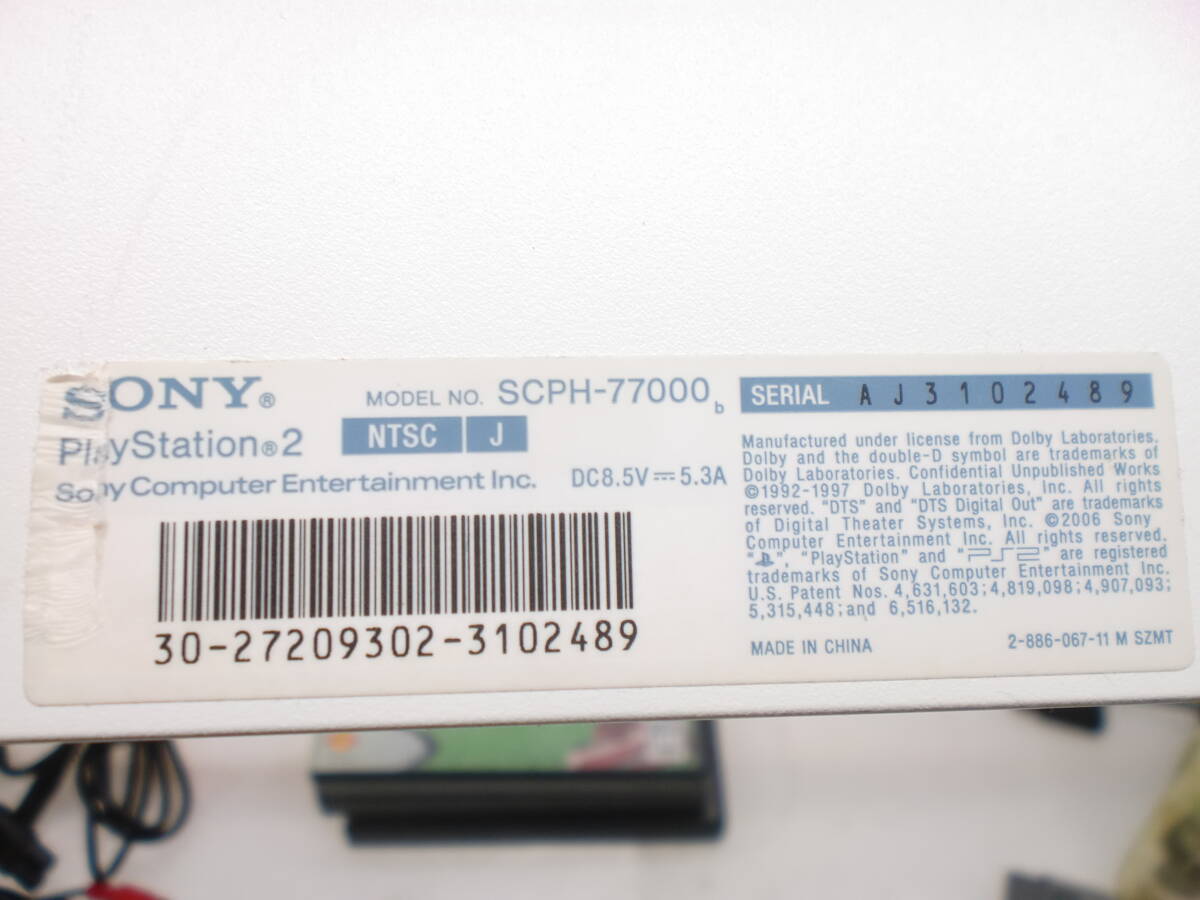 SONY®
PlayStation®2
MODEL NO. SCPH-77000 b
NTSC J
Sony Computer Entertainment Inc.
DC8.5V⎓5.3A
30-27209302-3102489
SERIAL AJ3102489
Manufactured under license from Dolby Laboratories.
Dolby and the double-D symbol are trademarks of
Dolby Laboratories. Confidential Unpublished Works
©1992-1997 Dolby Laboratories, Inc. All rights
reserved. "DTS" and "DTS Digital Out" are trademarks
of Digital Theater Systems, Inc. ©2006 Sony
Computer Entertainment Inc. All rights reserved.
" ", "PlayStation" and "PS2" are registered
trademarks of Sony Computer Entertainment Inc.
U.S. Patent Nos. 4,631,603; 4,819,098; 4,907,093;
5,315,448; and 6,516,132.
MADE IN CHINA
2-886-067-11 M SZMT